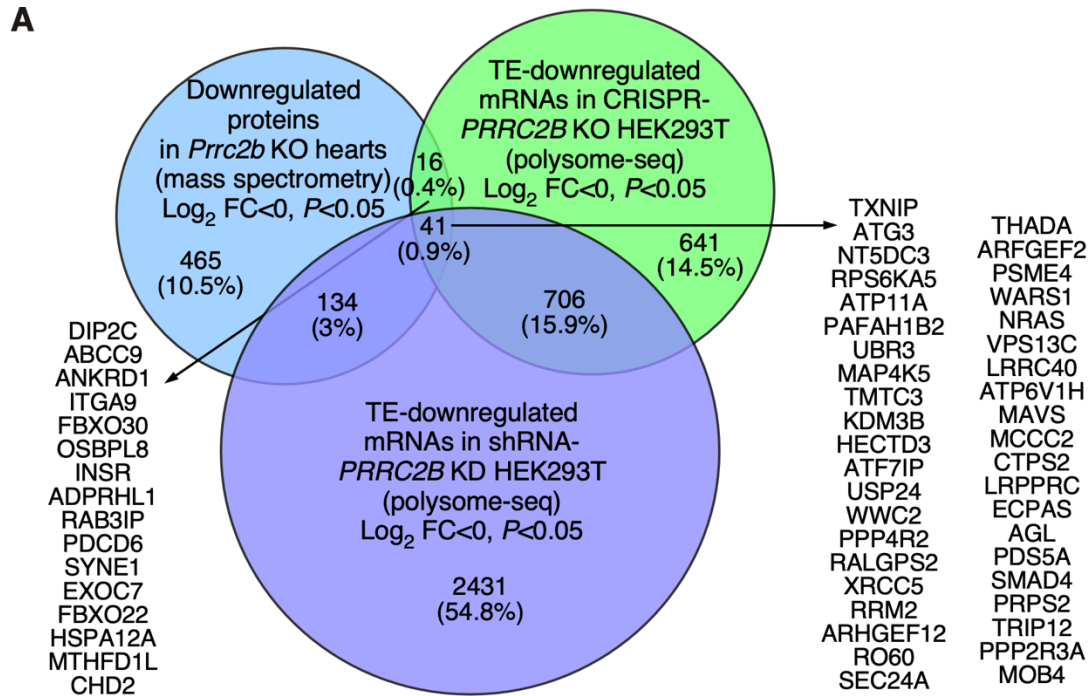 A
Downregulated
proteins
in Prrc2b KO hearts
(mass spectrometry)
Log2 FC<0, P<0.05
465
(10.5%)
TE-downregulated
mRNAs in CRISPR-
PRRC2B KO HEK293T
(polysome-seq)
Log2 FC<0, P<0.05
16
(0.4%)
41
(0.9%)
641
(14.5%)
134
(3%)
706
(15.9%)
TE-downregulated
mRNAs in shRNA-
PRRC2B KD HEK293T
(polysome-seq)
Log2 FC<0, P<0.05
2431
(54.8%)
DIP2C
ABCC9
ANKRD1
ITGA9
FBXO30
OSBPL8
INSR
ADPRHL1
RAB3IP
PDCD6
SYNE1
EXOC7
FBXO22
HSPA12A
MTHFD1L
CHD2
TXNIP
ATG3
NT5DC3
RPS6KA5
ATP11A
PAFAH1B2
UBR3
MAP4K5
TMTC3
KDM3B
HECTD3
ATF7IP
USP24
WWC2
PPP4R2
RALGPS2
XRCC5
RRM2
ARHGEF12
RO60
SEC24A
THADA
ARFGEF2
PSME4
WARS1
NRAS
VPS13C
LRRC40
ATP6V1H
MAVS
MCCC2
CTPS2
LRPPRC
ECPAS
AGL
PDS5A
SMAD4
PRPS2
TRIP12
PPP2R3A
MOB4